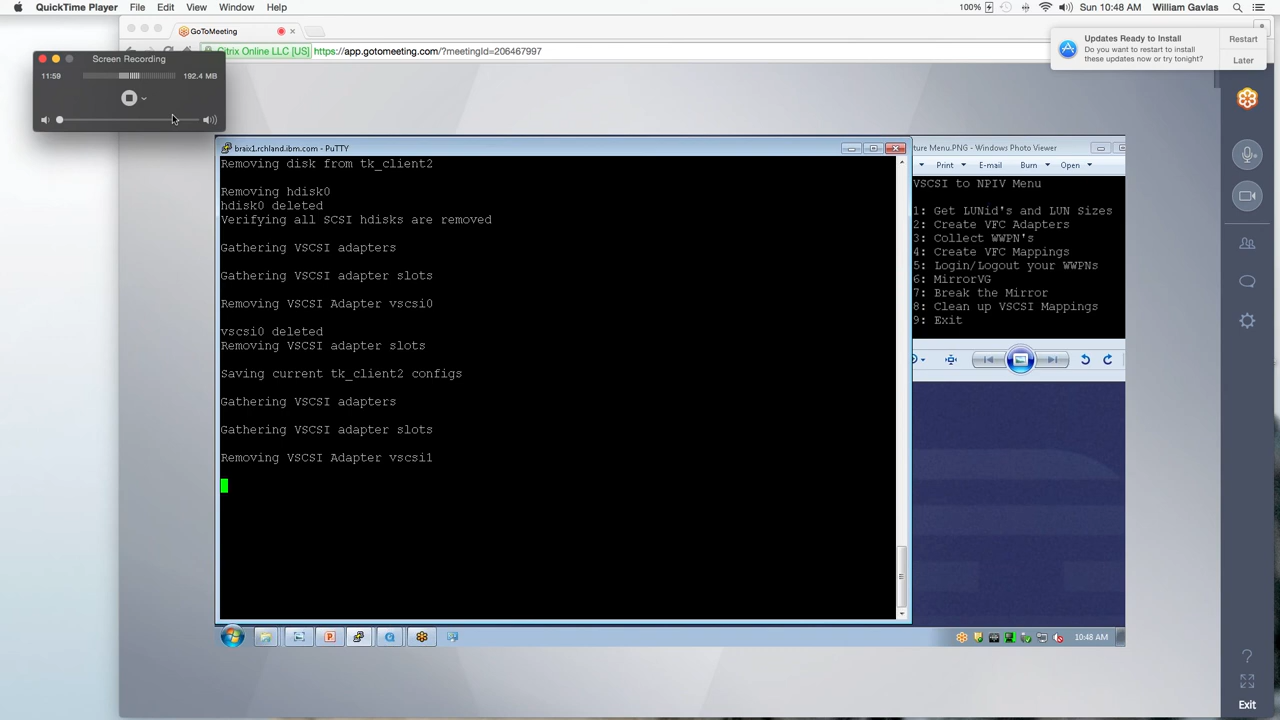 QuickTime Player File Edit View Window Help
100% Sun 10:48 AM William Gavlas
GoToMeeting
Citrix Online LLC [US] https://app.gotomeeting.com/?meetingId=206467997
Updates Ready to Install
Do you want to restart to install
these updates now or try tonight?
Restart
Later
Screen Recording
11:59 192.4 MB
braix1.rchland.ibm.com - PuTTY
Removing disk from tk_client2
Removing hdisk0
hdisk0 deleted
Verifying all SCSI hdisks are removed
Gathering VSCSI adapters
Gathering VSCSI adapter slots
Removing VSCSI Adapter vscsi0
vscsi0 deleted
Removing VSCSI adapter slots
Saving current tk_client2 configs
Gathering VSCSI adapters
Gathering VSCSI adapter slots
Removing VSCSI Adapter vscsi1
ture Menu.PNG - Windows Photo Viewer
Print E-mail Burn Open
VSCSI to NPIV Menu
1: Get LUNid's and LUN Sizes
2: Create VFC Adapters
3: Collect WWPN's
4: Create VFC Mappings
5: Login/Logout your WWPNs
6: MirrorVG
7: Break the Mirror
8: Clean up VSCSI Mappings
9: Exit
10:48 AM
Exit